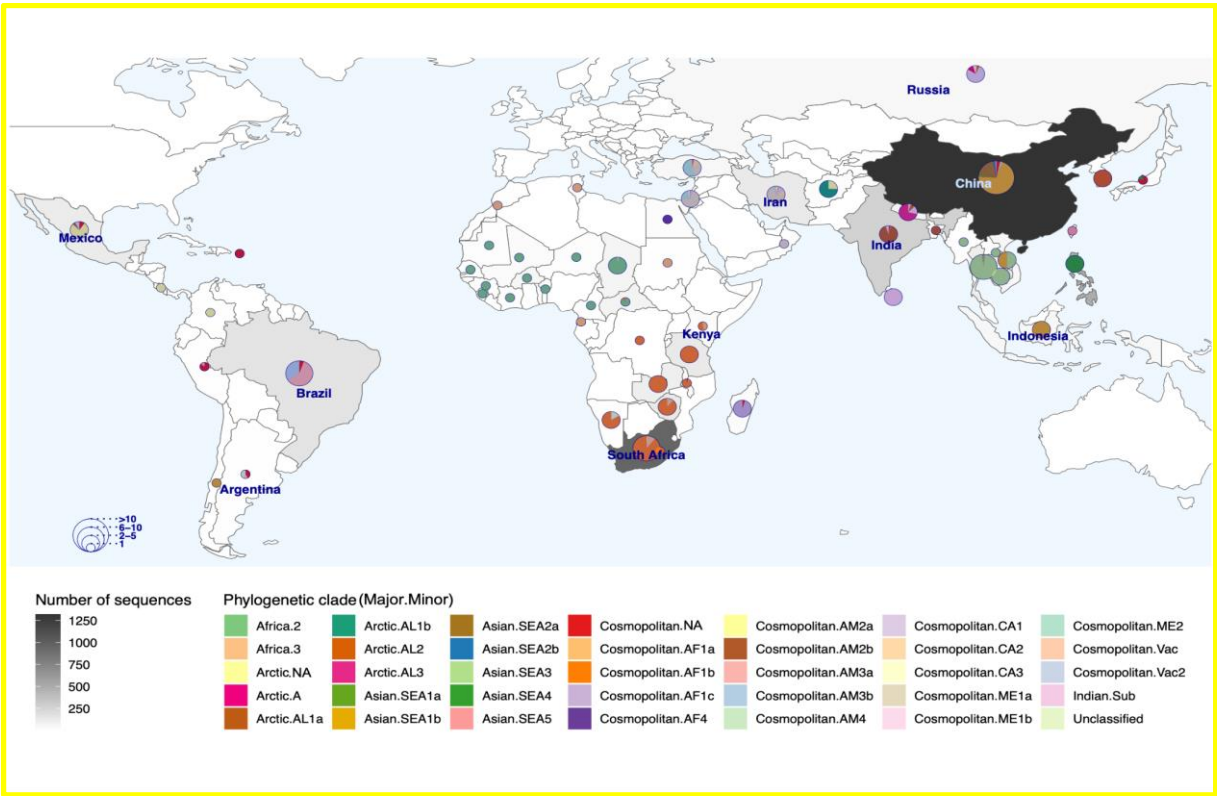 Russia
China
Iran
India
Mexico
Kenya
Indonesia
Brazil
South Africa
Argentina
>10
6–10
2–5
1
Number of sequences
1250
1000
750
500
250
Phylogenetic clade (Major.Minor)
Africa.2
Africa.3
Arctic.NA
Arctic.A
Arctic.AL1a
Arctic.AL1b
Arctic.AL2
Arctic.AL3
Asian.SEA1a
Asian.SEA1b
Asian.SEA2a
Asian.SEA2b
Asian.SEA3
Asian.SEA4
Asian.SEA5
Cosmopolitan.NA
Cosmopolitan.AF1a
Cosmopolitan.AF1b
Cosmopolitan.AF1c
Cosmopolitan.AF4
Cosmopolitan.AM2a
Cosmopolitan.AM2b
Cosmopolitan.AM3a
Cosmopolitan.AM3b
Cosmopolitan.AM4
Cosmopolitan.CA1
Cosmopolitan.CA2
Cosmopolitan.CA3
Cosmopolitan.ME1a
Cosmopolitan.ME1b
Cosmopolitan.ME2
Cosmopolitan.Vac
Cosmopolitan.Vac2
Indian.Sub
Unclassified